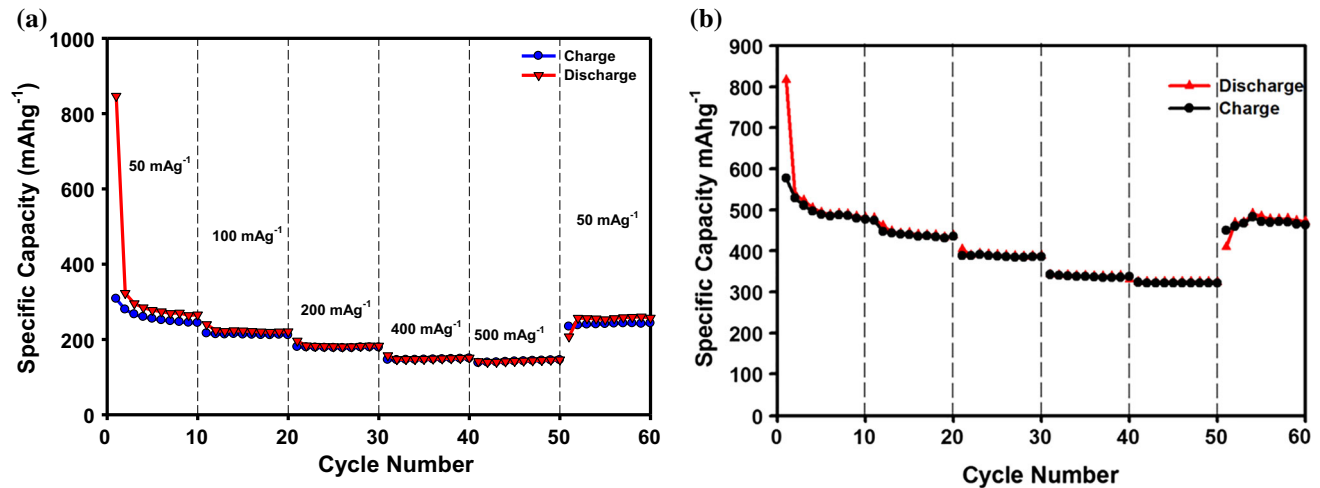 (a)
1000
800
600
400
200
0
Specific Capacity (mAhg⁻¹)
Charge
Discharge
50 mAg⁻¹
100 mAg⁻¹
200 mAg⁻¹
400 mAg⁻¹
500 mAg⁻¹
50 mAg⁻¹
0 10 20 30 40 50 60
Cycle Number
(b)
900
800
700
600
500
400
300
200
100
0
Specific Capacity mAhg⁻¹
Discharge
Charge
0 10 20 30 40 50 60
Cycle Number